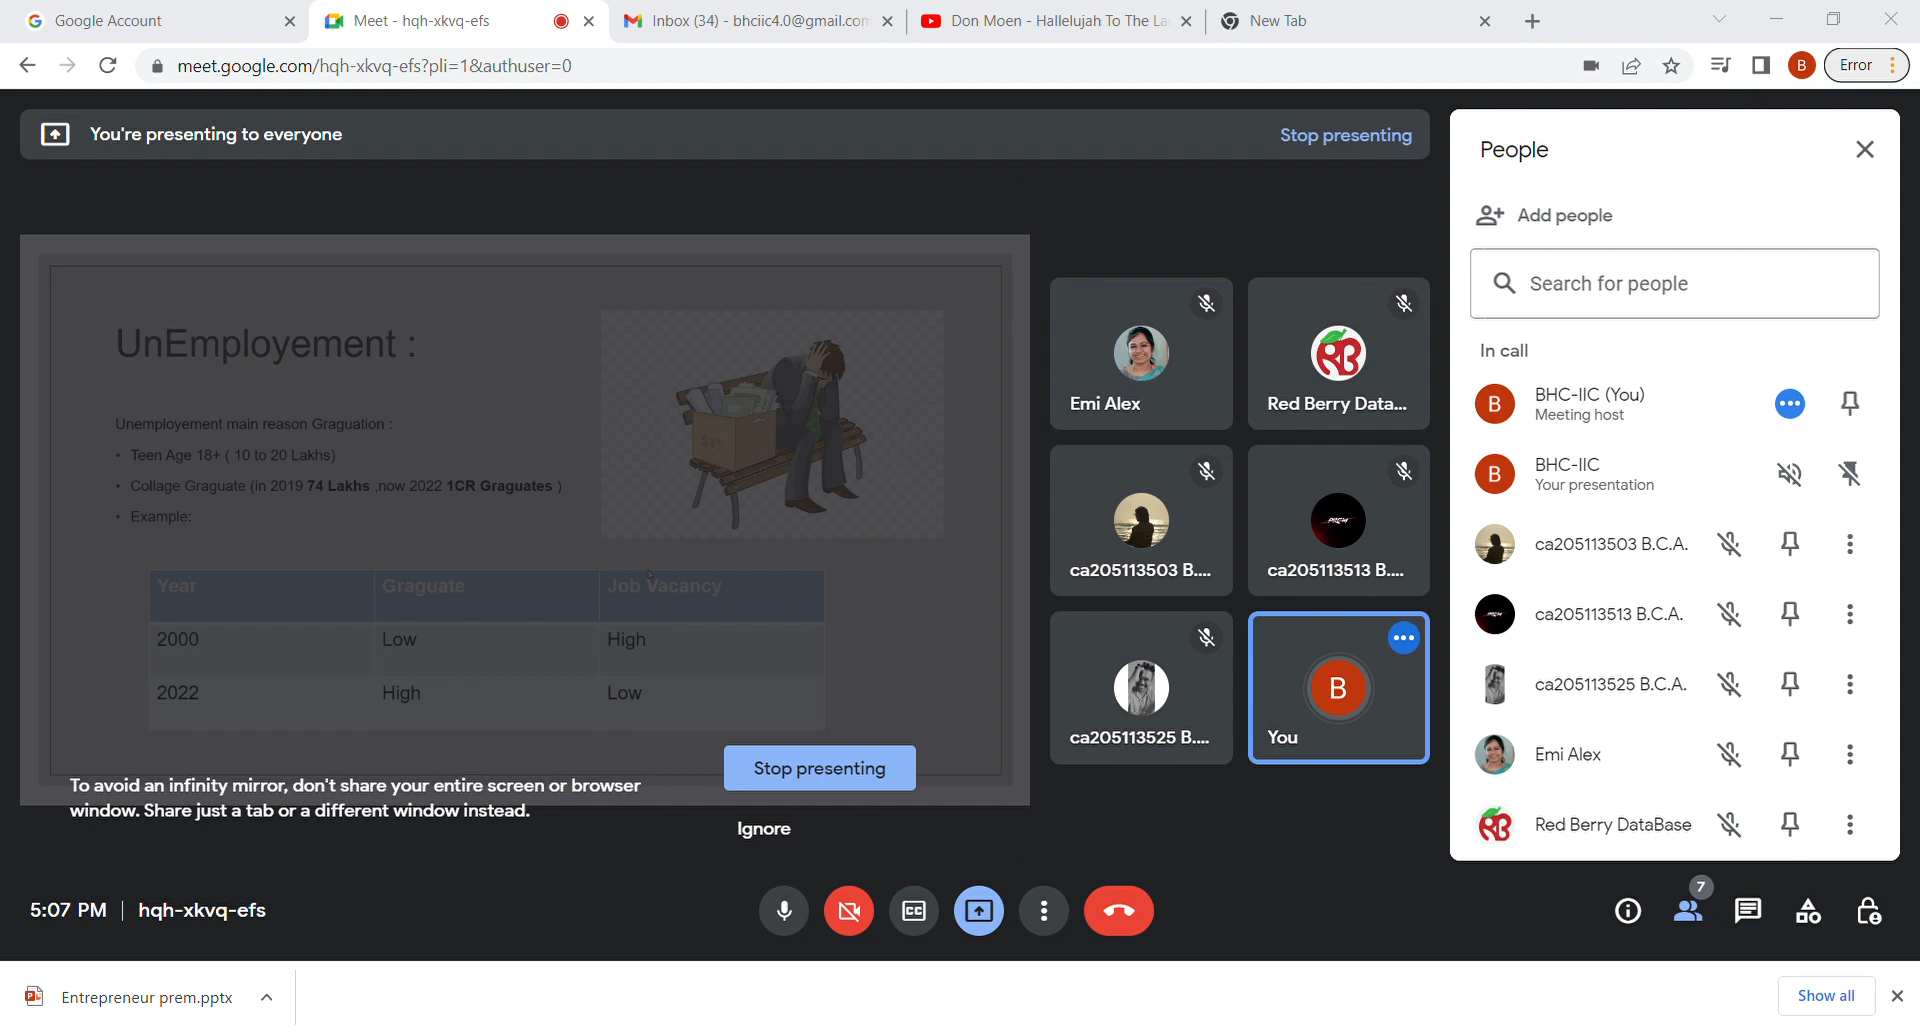 Google Account
Meet - hqh-xkvq-efs
Inbox (34) - bhciic4.0@gmail.com
Don Moen - Hallelujah To The La
New Tab
meet.google.com/hqh-xkvq-efs?pli=1&authuser=0
B
Error
You're presenting to everyone
Stop presenting
People
Add people
Search for people
In call
BHC-IIC (You)
Meeting host
BHC-IIC
Your presentation
ca205113503 B.C.A.
ca205113513 B.C.A.
ca205113525 B.C.A.
Emi Alex
Red Berry DataBase
UnEmployement :
Unemployement main reason Graguation :
• Teen Age 18+ ( 10 to 20 Lakhs)
• Collage Graguate (in 2019 74 Lakhs ,now 2022 1CR Graguates )
• Example:
Year Graguate Job Vacancy
2000 Low High
2022 High Low
To avoid an infinity mirror, don't share your entire screen or browser
window. Share just a tab or a different window instead.
Stop presenting
Ignore
Emi Alex
Red Berry Data...
ca205113503 B....
ca205113513 B....
ca205113525 B....
B
You
5:07 PM | hqh-xkvq-efs
CC
7
Entrepreneur prem.pptx
Show all